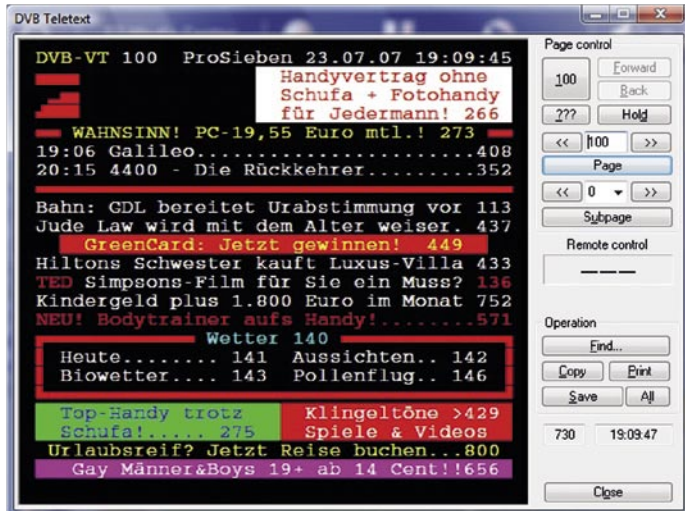 DVB Teletext
DVB-VT 100 ProSieben 23.07.07 19:09:45
Handyvertrag ohne
Schufa + Fotohandy
für Jedermann! 266
WAHNSINN! PC-19,55 Euro mtl.! 273
19:06 Galileo.......................408
20:15 4400 - Die Rückkehrer.........352
Bahn: GDL bereitet Urabstimmung vor 113
Jude Law wird mit dem Alter weiser. 437
GreenCard: Jetzt gewinnen! 449
Hiltons Schwester kauft Luxus-Villa 433
TED Simpsons-Film für Sie ein Muss? 136
Kindergeld plus 1.800 Euro im Monat 752
NEU! Bodytrainer aufs Handy!........571
Wetter 140
Heute........ 141 Aussichten.. 142
Biowetter.... 143 Pollenflug.. 146
Top-Handy trotz
Schufa!..... 275
Klingeltöne >429
Spiele & Videos
Urlaubsreif? Jetzt Reise buchen...800
Gay Männer&Boys 19+ ab 14 Cent!!656
Page control
100
Forward
Back
???
Hold
<< 100 >>
Page
<< 0 >>
Subpage
Remote control
---
Operation
Find...
Copy Print
Save All
730 19:09:47
Close